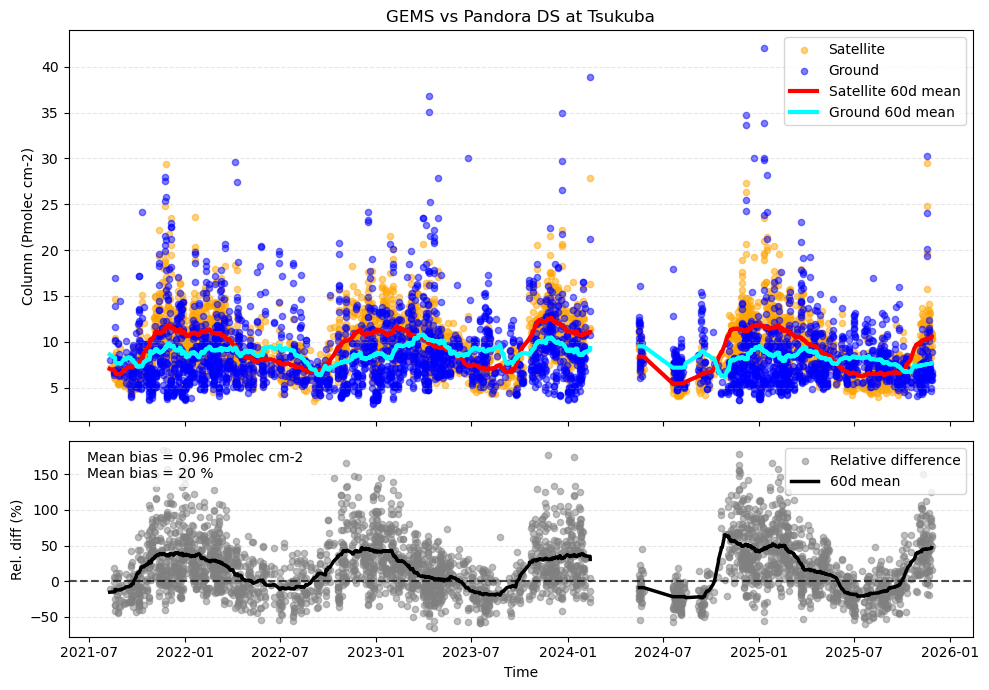 GEMS vs Pandora DS at Tsukuba
Column (Pmolec cm-2)
40
35
30
25
20
15
10
5
Satellite
Ground
Satellite 60d mean
Ground 60d mean
Mean bias = 0.96 Pmolec cm-2
Mean bias = 20 %
Rel. diff (%)
150
100
50
0
−50
Relative difference
60d mean
2021-07
2022-01
2022-07
2023-01
2023-07
2024-01
2024-07
2025-01
2025-07
2026-01
Time